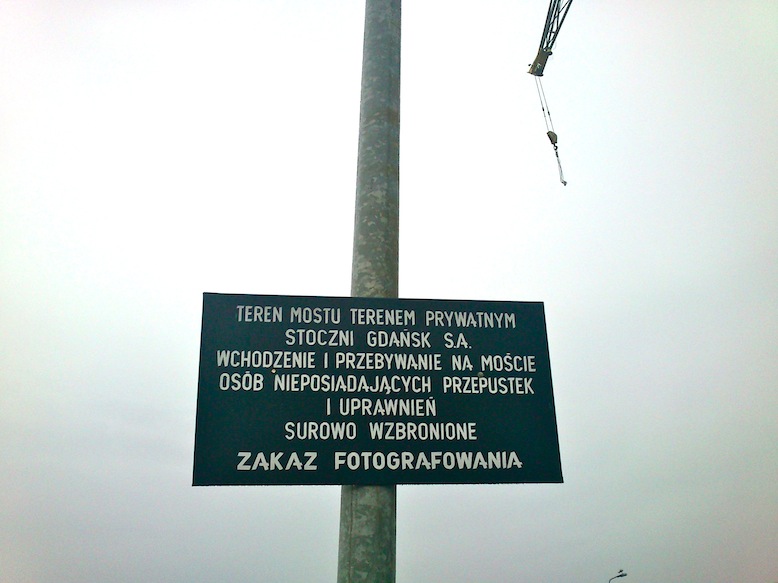 TEREN MOSTU TERENEM PRYWATNYM
STOCZNI GDAŃSK S.A.
WCHODZENIE I PRZEBYWANIE NA MOŚCIE
OSÓB NIEPOSIADAJĄCYCH PRZEPUSTEK
I UPRAWNIEŃ
SUROWO WZBRONIONE
ZAKAZ FOTOGRAFOWANIA